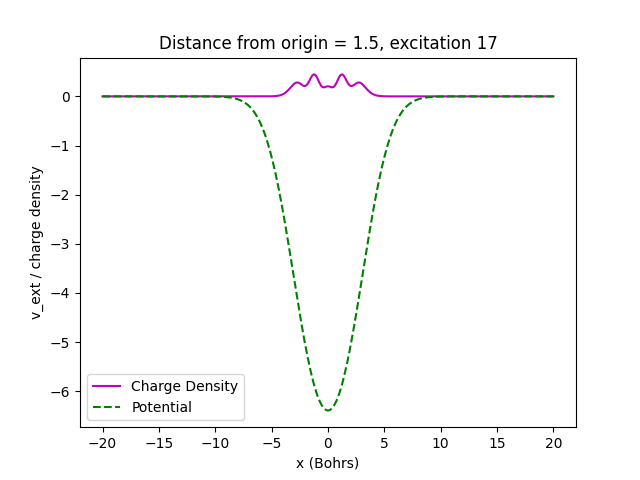 Distance from origin = 1.5, excitation 17
v_ext / charge density
0
−1
−2
−3
−4
−5
−6
Charge Density
Potential
−20 −15 −10 −5 0 5 10 15 20
x (Bohrs)